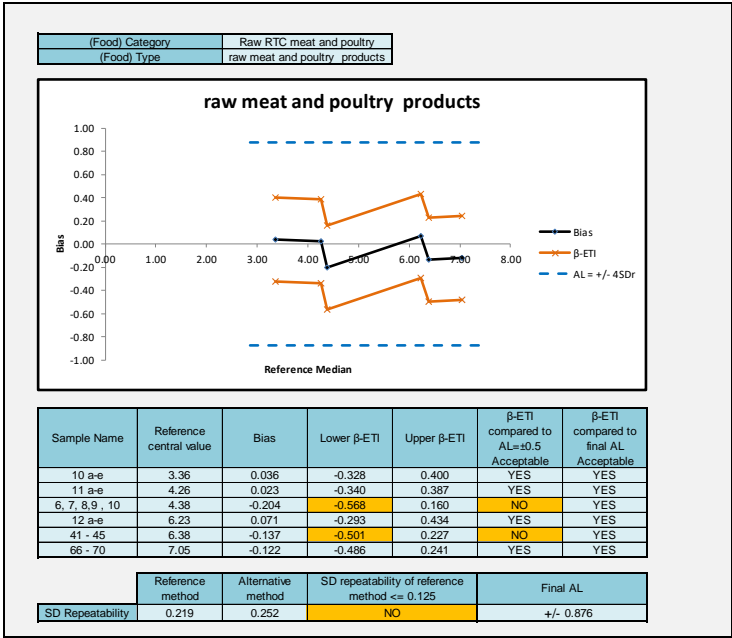 (Food) Category Raw RTC meat and poultry
(Food) Type raw meat and poultry products
raw meat and poultry products
1.00
0.80
0.60
0.40
0.20
0.00
-0.20
-0.40
-0.60
-0.80
-1.00
0.00 1.00 2.00 3.00 4.00 5.00 6.00 7.00 8.00
Bias
Reference Median
Bias
β-ETI
AL = +/- 4SDr
Sample Name Reference central value Bias Lower β-ETI Upper β-ETI β-ETI compared to AL=±0.5 Acceptable β-ETI compared to final AL Acceptable
10 a-e 3.36 0.036 -0.328 0.400 YES YES
11 a-e 4.26 0.023 -0.340 0.387 YES YES
6, 7, 8,9 , 10 4.38 -0.204 -0.568 0.160 NO YES
12 a-e 6.23 0.071 -0.293 0.434 YES YES
41 - 45 6.38 -0.137 -0.501 0.227 NO YES
66 - 70 7.05 -0.122 -0.486 0.241 YES YES
Reference method Alternative method SD repeatability of reference method <= 0.125 Final AL
SD Repeatability 0.219 0.252 NO +/- 0.876